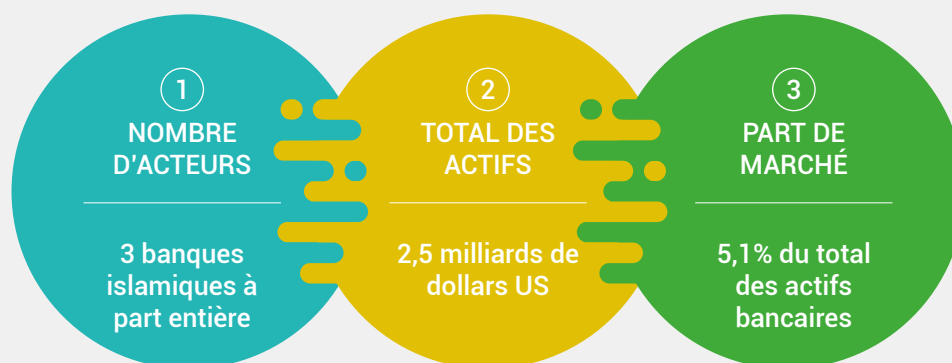 1
NOMBRE
D'ACTEURS
3 banques
islamiques à
part entière
2
TOTAL DES
ACTIFS
2,5 milliards de
dollars US
3
PART DE
MARCHÉ
5,1% du total
des actifs
bancaires